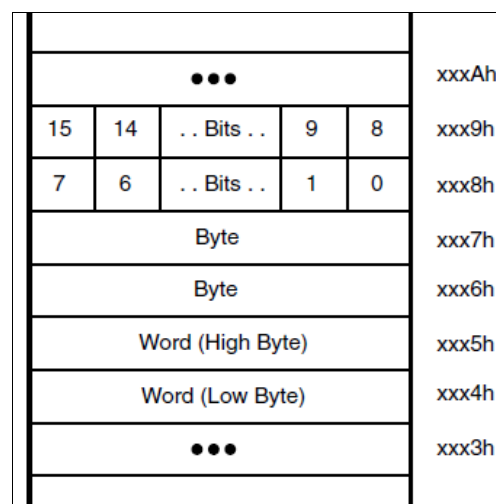 ●●● xxxAh
15 14 . . Bits . . 9 8 xxx9h
7 6 . . Bits . . 1 0 xxx8h
Byte xxx7h
Byte xxx6h
Word (High Byte) xxx5h
Word (Low Byte) xxx4h
●●● xxx3h